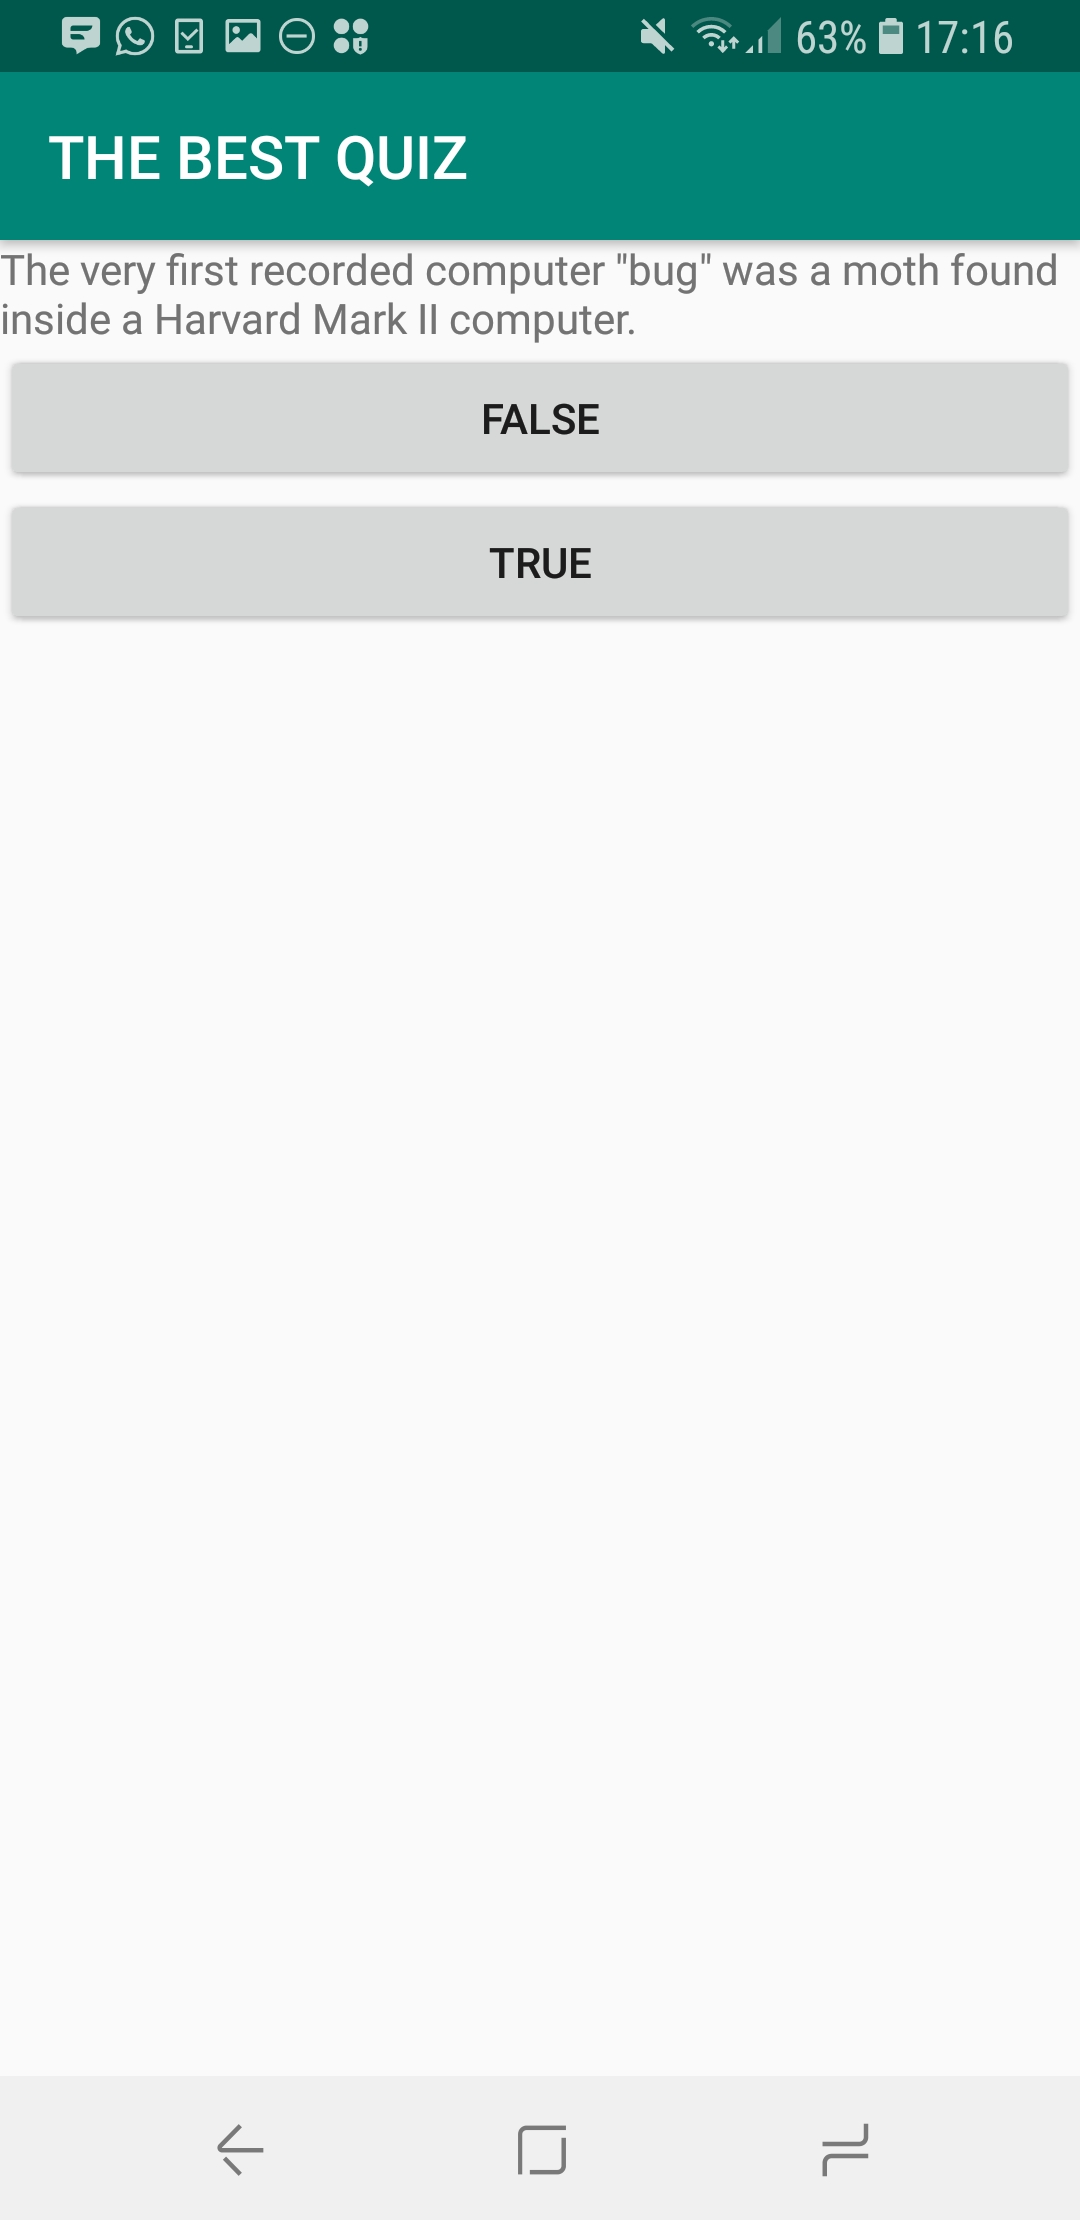 63% 17:16
THE BEST QUIZ
The very first recorded computer "bug" was a moth found
inside a Harvard Mark II computer.
FALSE
TRUE